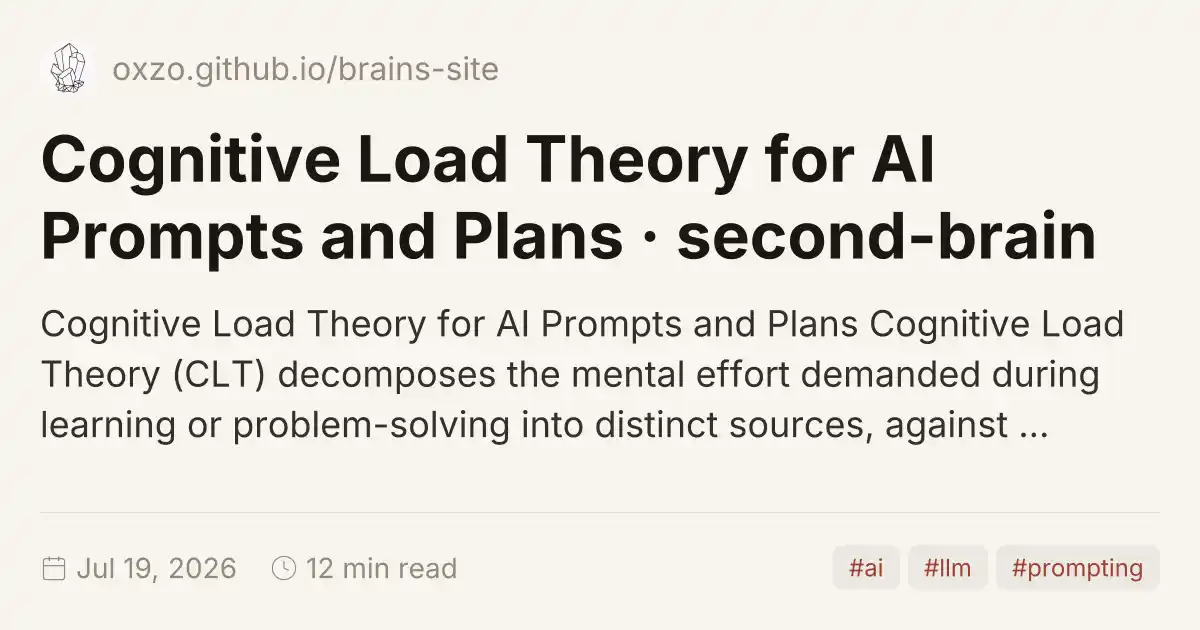 oxzo.github.io/brains-site
Cognitive Load Theory for AI
Prompts and Plans · second-brain
Cognitive Load Theory for AI Prompts and Plans Cognitive Load
Theory (CLT) decomposes the mental effort demanded during
learning or problem-solving into distinct sources, against ...
Jul 19, 2026 12 min read #ai #llm #prompting